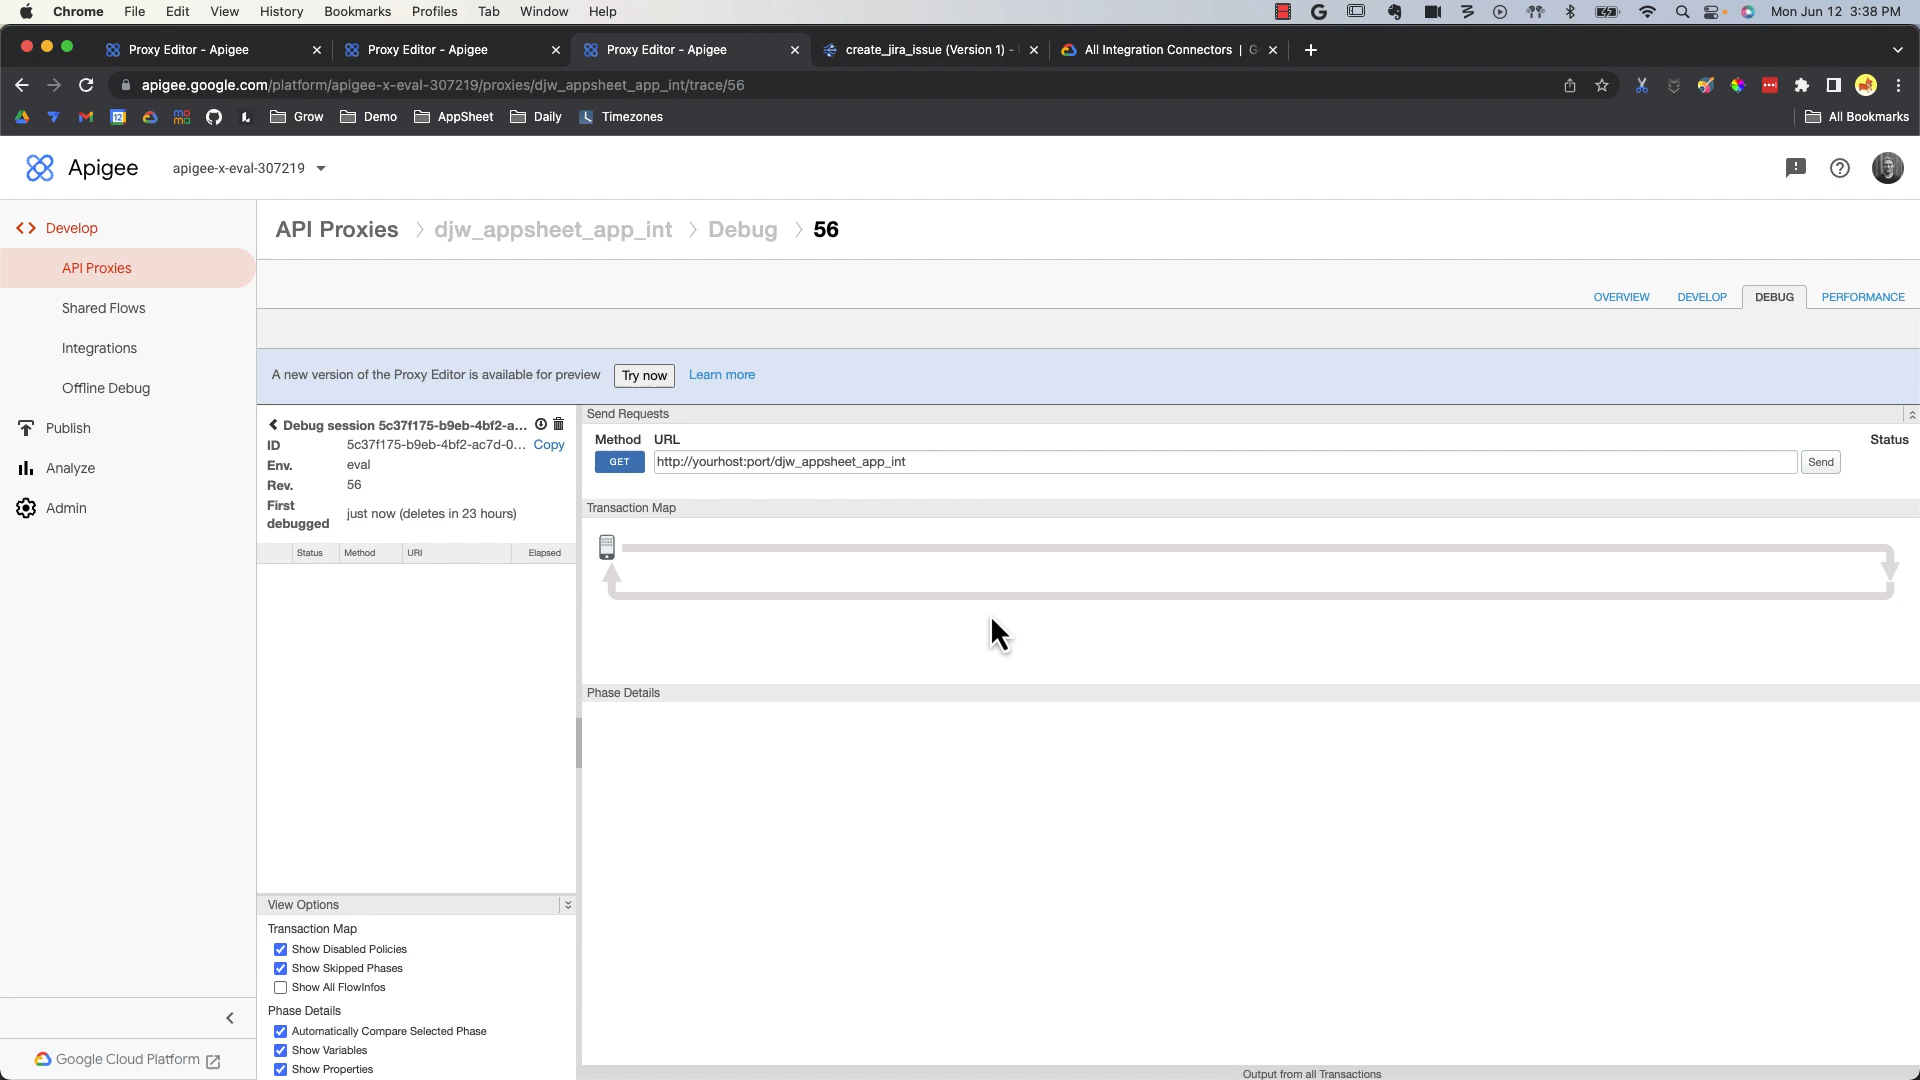 Chrome File Edit View History Bookmarks Profiles Tab Window Help Mon Jun 12 3:38 PM
Proxy Editor - Apigee Proxy Editor - Apigee Proxy Editor - Apigee create_jira_issue (Version 1) - All Integration Connectors | G
apigee.google.com/platform/apigee-x-eval-307219/proxies/djw_appsheet_app_int/trace/56
Grow Demo AppSheet Daily Timezones All Bookmarks
Apigee apigee-x-eval-307219
Develop
API Proxies
Shared Flows
Integrations
Offline Debug
Publish
Analyze
Admin
Google Cloud Platform
API Proxies > djw_appsheet_app_int > Debug > 56
OVERVIEW DEVELOP DEBUG PERFORMANCE
A new version of the Proxy Editor is available for preview Try now Learn more
Debug session 5c37f175-b9eb-4bf2-a...
ID 5c37f175-b9eb-4bf2-ac7d-0... Copy
Env. eval
Rev. 56
First debugged just now (deletes in 23 hours)
Status Method URI Elapsed
View Options
Transaction Map
Show Disabled Policies
Show Skipped Phases
Show All FlowInfos
Phase Details
Automatically Compare Selected Phase
Show Variables
Show Properties
Send Requests
Method URL Status
GET http://yourhost:port/djw_appsheet_app_int Send
Transaction Map
Phase Details
Output from all Transactions